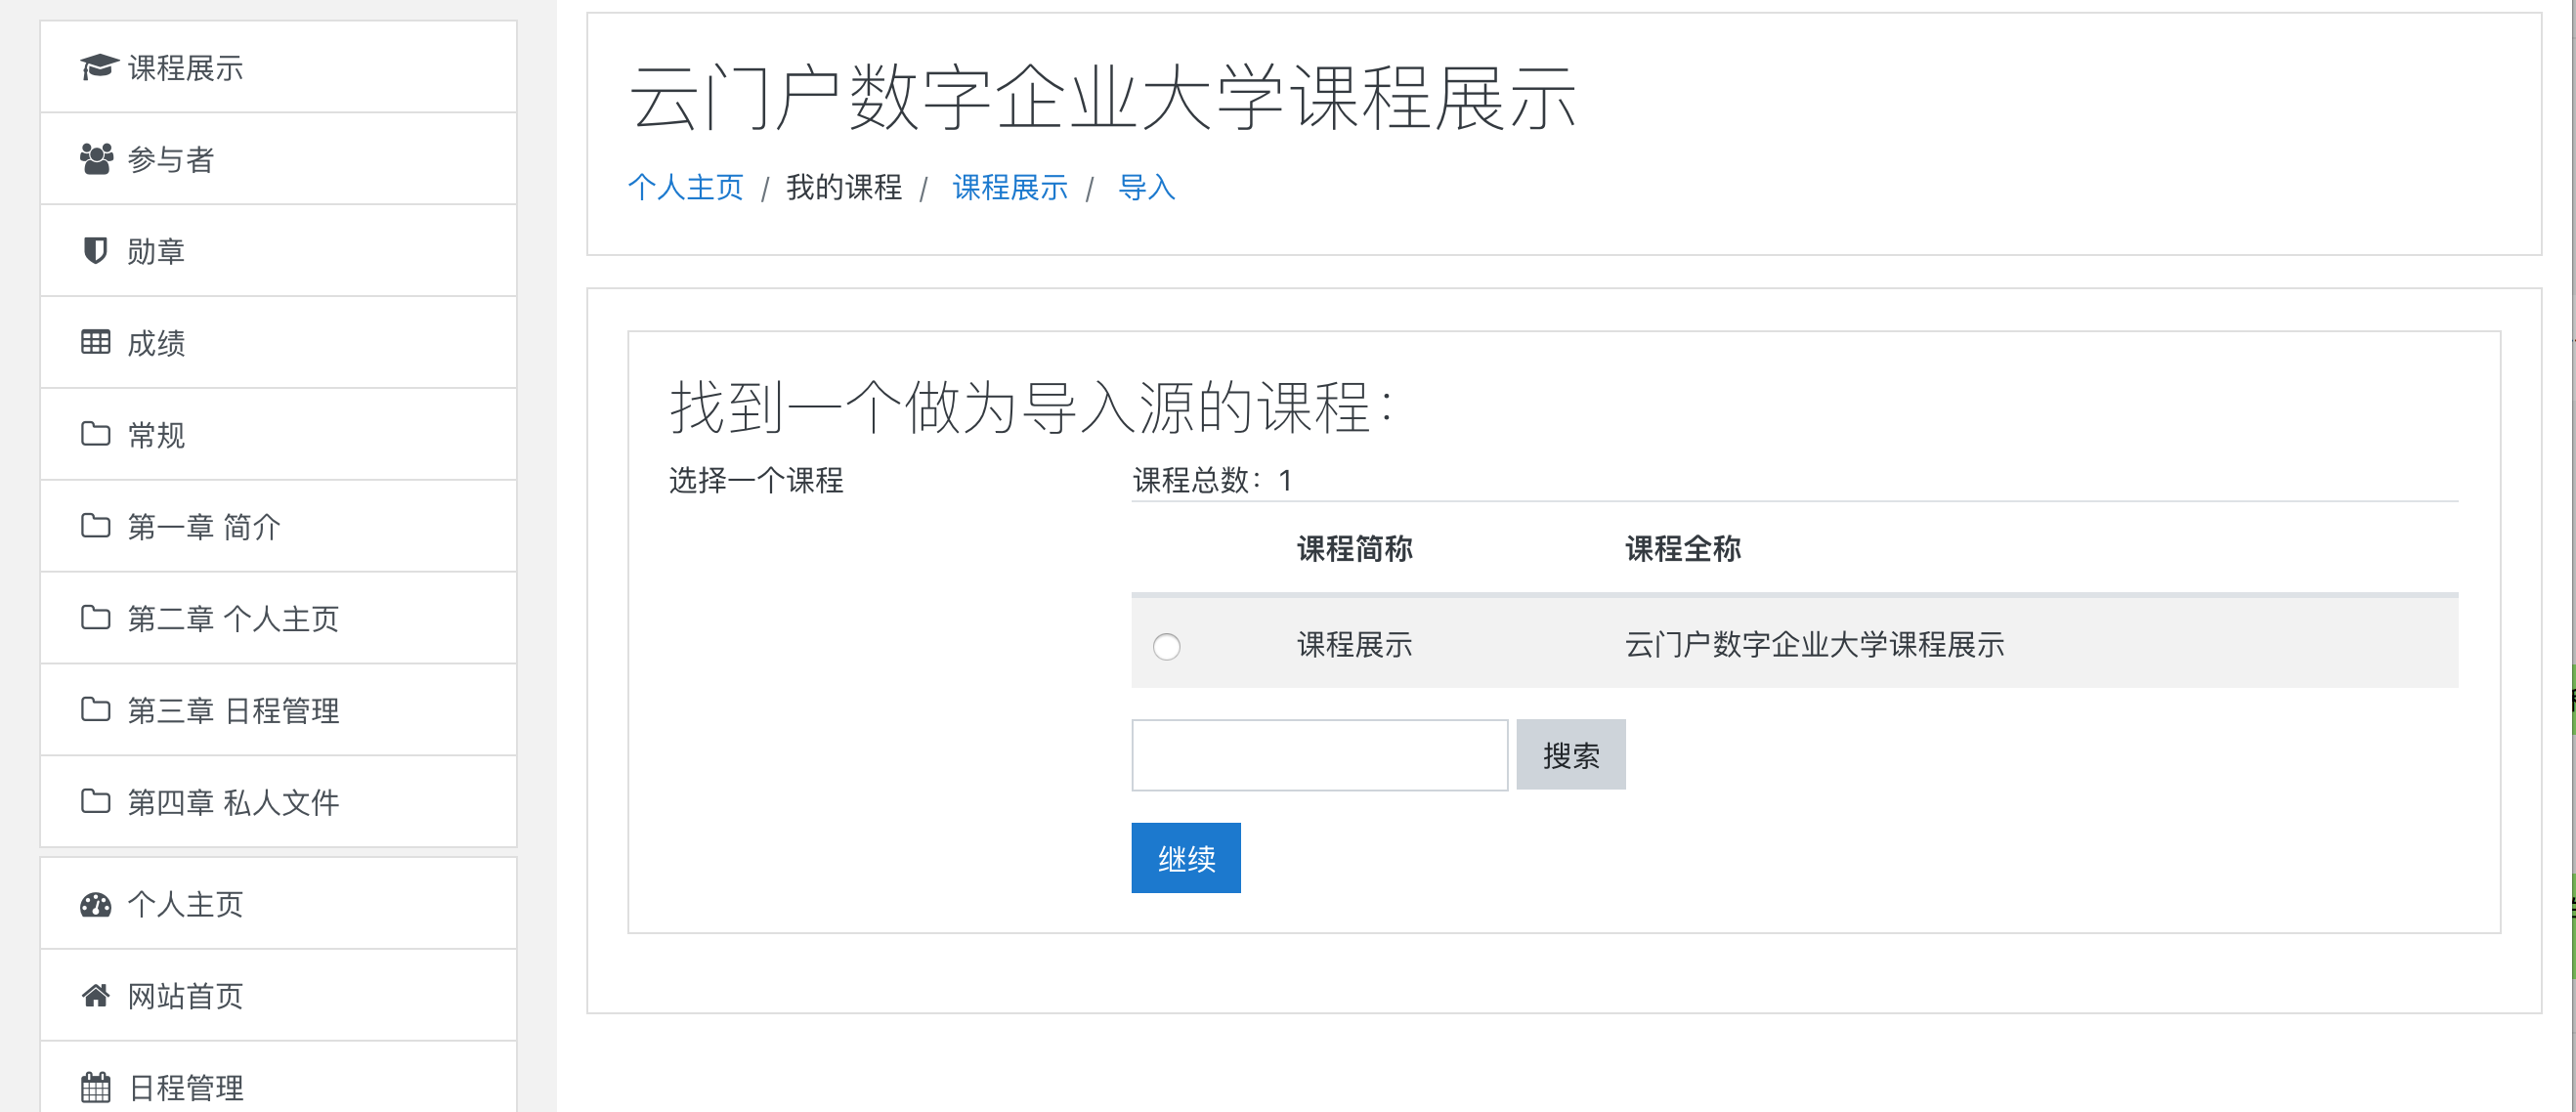 课程展示
参与者
勋章
成绩
常规
第一章 简介
第二章 个人主页
第三章 日程管理
第四章 私人文件
个人主页
网站首页
日程管理
云门户数字企业大学课程展示
个人主页 / 我的课程 / 课程展示 / 导入
找到一个做为导入源的课程：
选择一个课程
课程总数：1
课程简称 课程全称
课程展示 云门户数字企业大学课程展示
搜索
继续